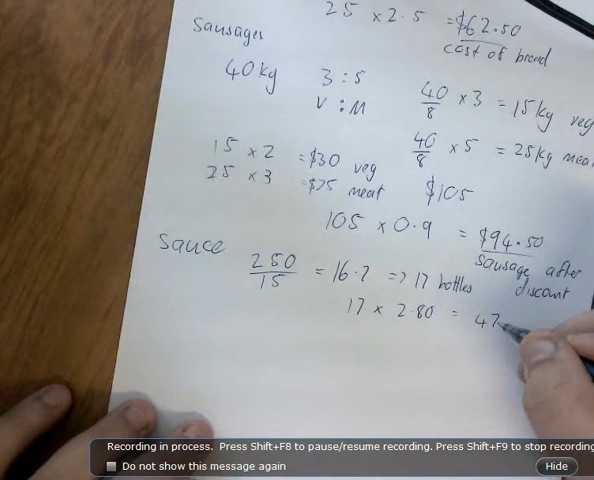 25 × 2.5 = $62.50
cost of bread
Sausages
40kg 3 : 5
V : M
40/8 × 3 = 15kg veg
40/8 × 5 = 25kg meat
15 × 2 = $30 veg
25 × 3 = $75 meat $105
105 × 0.9 = $94.50
Sausage after discount
Sauce
250/15 = 16.7 => 17 bottles
17 × 2.80 = 47
Recording in process. Press Shift+F8 to pause/resume recording. Press Shift+F9 to stop recording
Do not show this message again
Hide